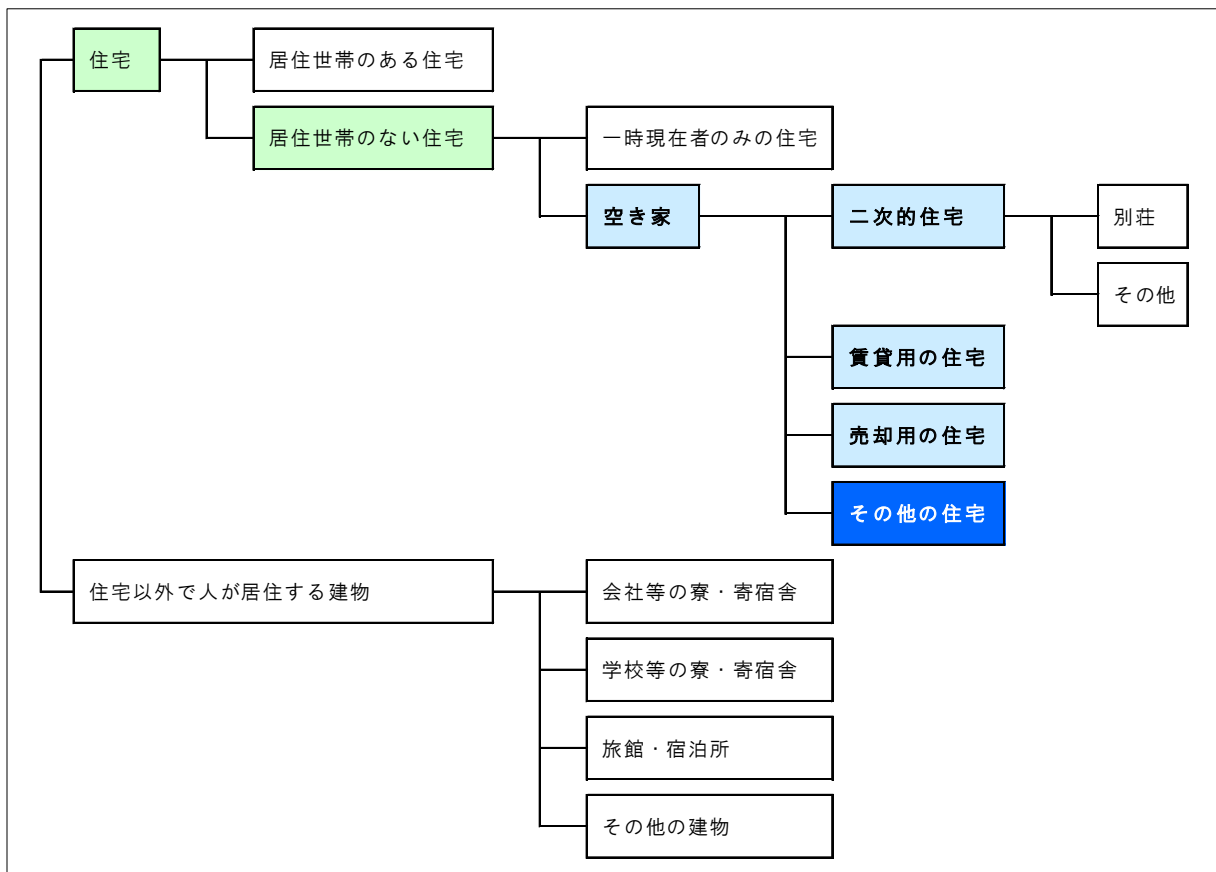 住宅
居住世帯のある住宅
居住世帯のない住宅
一時現在者のみの住宅
空き家
二次的住宅
別荘
その他
賃貸用の住宅
売却用の住宅
その他の住宅
住宅以外で人が居住する建物
会社等の寮・寄宿舎
学校等の寮・寄宿舎
旅館・宿泊所
その他の建物